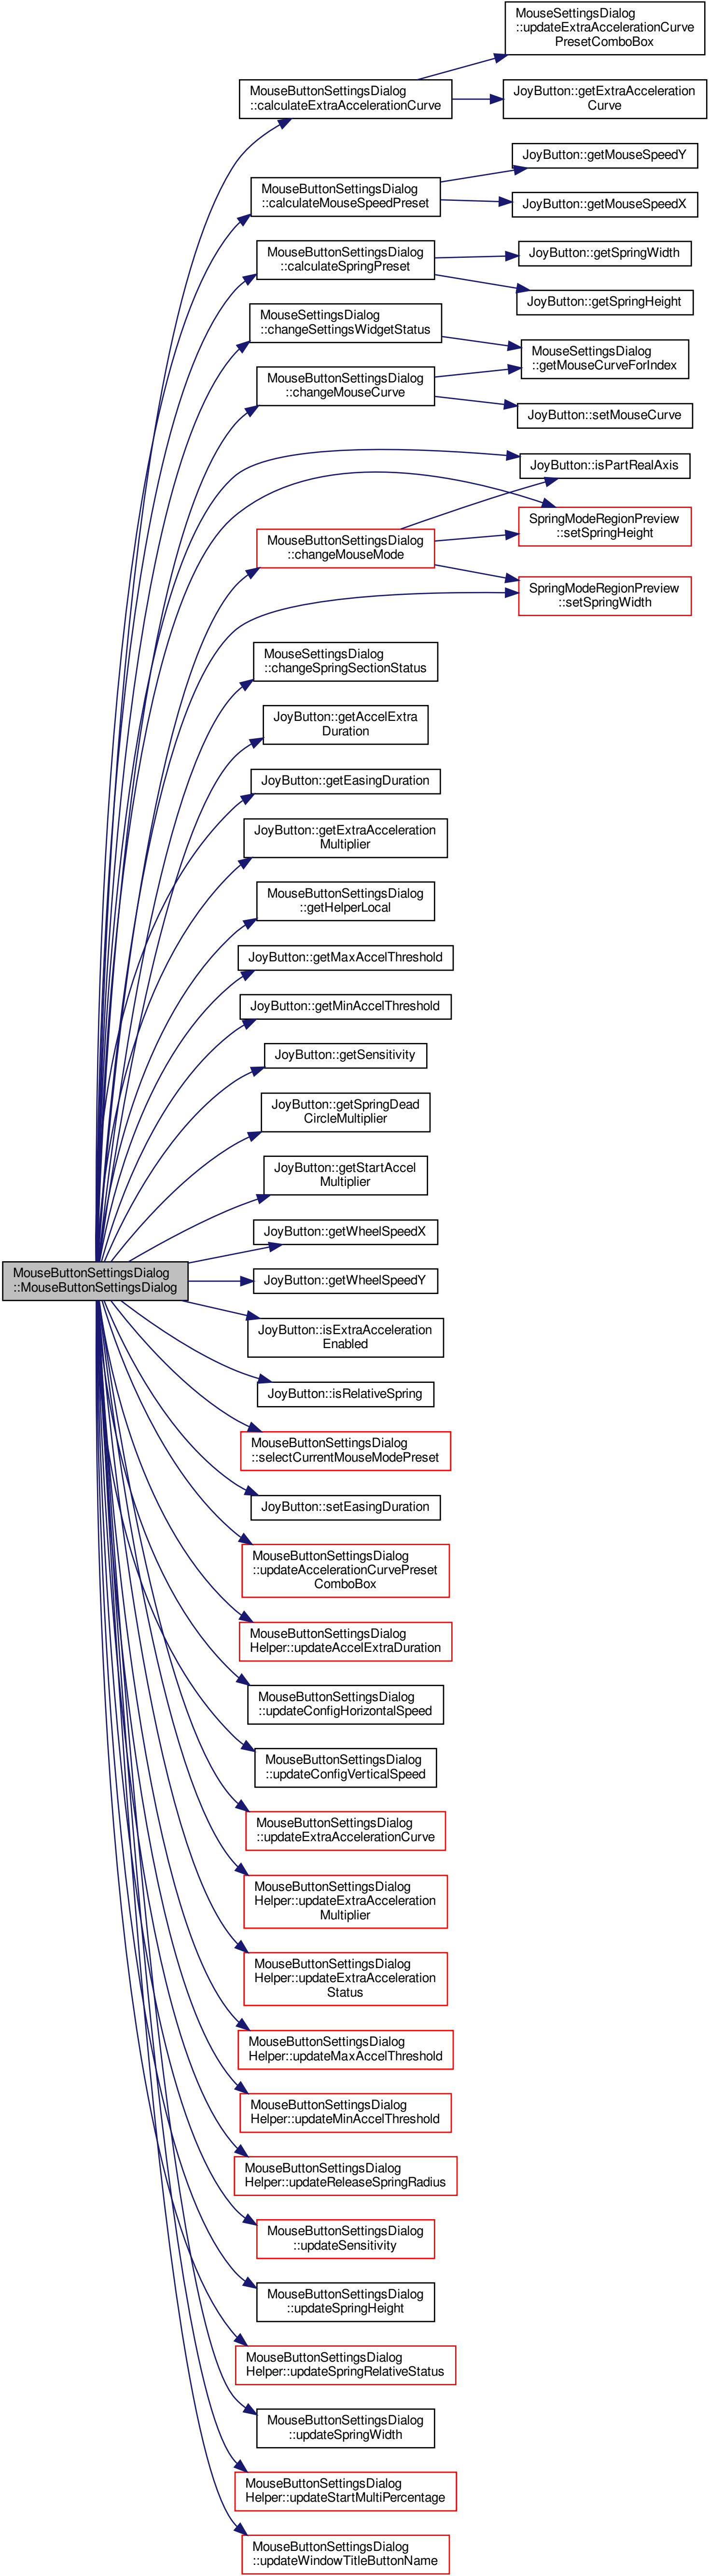 MouseSettingsDialog
::updateExtraAccelerationCurve
PresetComboBox
MouseButtonSettingsDialog
::calculateExtraAccelerationCurve
JoyButton::getExtraAcceleration
Curve
JoyButton::getMouseSpeedY
MouseButtonSettingsDialog
::calculateMouseSpeedPreset
JoyButton::getMouseSpeedX
MouseButtonSettingsDialog
::calculateSpringPreset
JoyButton::getSpringWidth
JoyButton::getSpringHeight
MouseSettingsDialog
::changeSettingsWidgetStatus
MouseSettingsDialog
::getMouseCurveForIndex
MouseButtonSettingsDialog
::changeMouseCurve
JoyButton::setMouseCurve
JoyButton::isPartRealAxis
SpringModeRegionPreview
::setSpringHeight
MouseButtonSettingsDialog
::changeMouseMode
SpringModeRegionPreview
::setSpringWidth
MouseSettingsDialog
::changeSpringSectionStatus
JoyButton::getAccelExtra
Duration
JoyButton::getEasingDuration
JoyButton::getExtraAcceleration
Multiplier
MouseButtonSettingsDialog
::getHelperLocal
JoyButton::getMaxAccelThreshold
JoyButton::getMinAccelThreshold
JoyButton::getSensitivity
JoyButton::getSpringDead
CircleMultiplier
JoyButton::getStartAccel
Multiplier
JoyButton::getWheelSpeedX
MouseButtonSettingsDialog
::MouseButtonSettingsDialog
JoyButton::getWheelSpeedY
JoyButton::isExtraAcceleration
Enabled
JoyButton::isRelativeSpring
MouseButtonSettingsDialog
::selectCurrentMouseModePreset
JoyButton::setEasingDuration
MouseButtonSettingsDialog
::updateAccelerationCurvePreset
ComboBox
MouseButtonSettingsDialog
Helper::updateAccelExtraDuration
MouseButtonSettingsDialog
::updateConfigHorizontalSpeed
MouseButtonSettingsDialog
::updateConfigVerticalSpeed
MouseButtonSettingsDialog
::updateExtraAccelerationCurve
MouseButtonSettingsDialog
Helper::updateExtraAcceleration
Multiplier
MouseButtonSettingsDialog
Helper::updateExtraAcceleration
Status
MouseButtonSettingsDialog
Helper::updateMaxAccelThreshold
MouseButtonSettingsDialog
Helper::updateMinAccelThreshold
MouseButtonSettingsDialog
Helper::updateReleaseSpringRadius
MouseButtonSettingsDialog
::updateSensitivity
MouseButtonSettingsDialog
::updateSpringHeight
MouseButtonSettingsDialog
Helper::updateSpringRelativeStatus
MouseButtonSettingsDialog
::updateSpringWidth
MouseButtonSettingsDialog
Helper::updateStartMultiPercentage
MouseButtonSettingsDialog
::updateWindowTitleButtonName